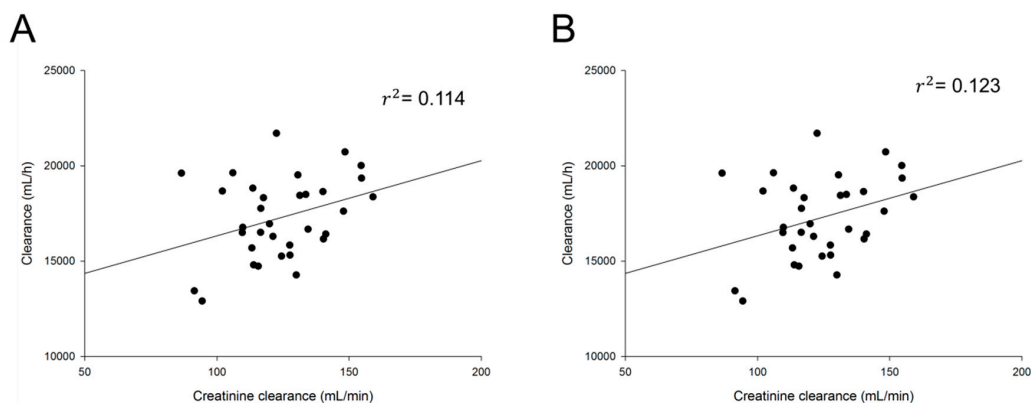 A
25000
20000
15000
10000
Clearance (mL/h)
r²= 0.114
50
100
150
200
Creatinine clearance (mL/min)
B
25000
20000
15000
10000
Clearance (mL/h)
r²= 0.123
50
100
150
200
Creatinine clearance (mL/min)